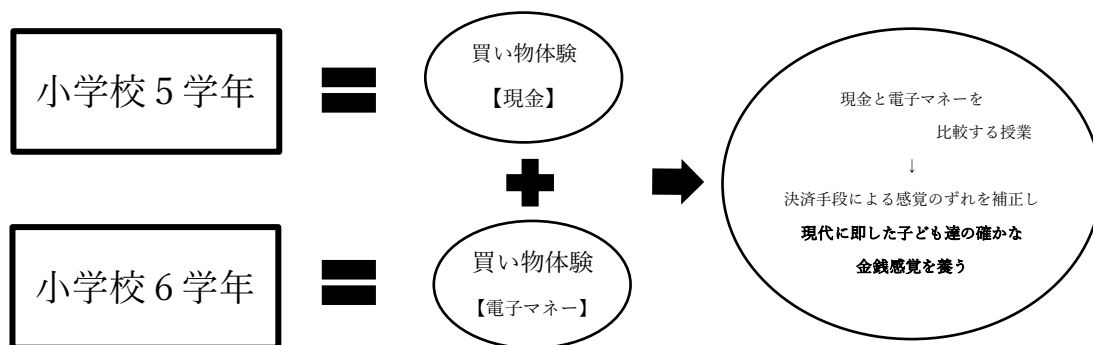 小学校5学年
買い物体験
【現金】
小学校6学年
買い物体験
【電子マネー】
現金と電子マネーを
比較する授業
↓
決済手段による感覚のずれを補正し
現代に即した子ども達の確かな
金銭感覚を養う